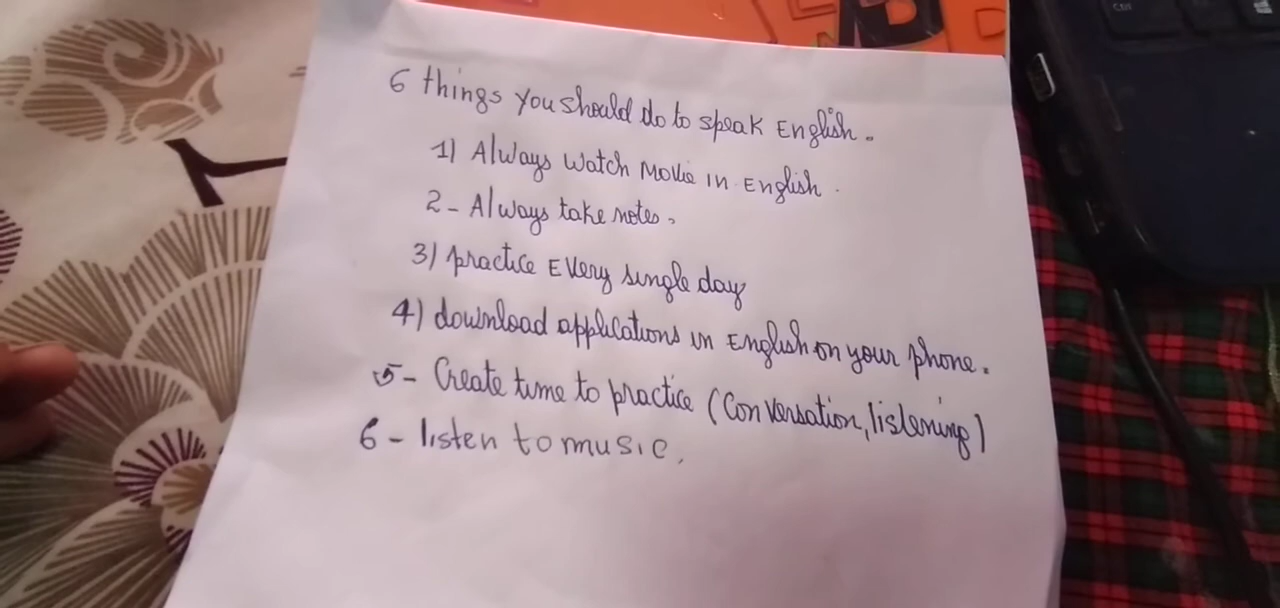 6 things you should do to speak English.
1) Always watch Movie in English.
2- Always take notes.
3) practice Every single day
4) download applications in English on your phone.
5- Create time to practice (Conversation, listening)
6- listen to music.